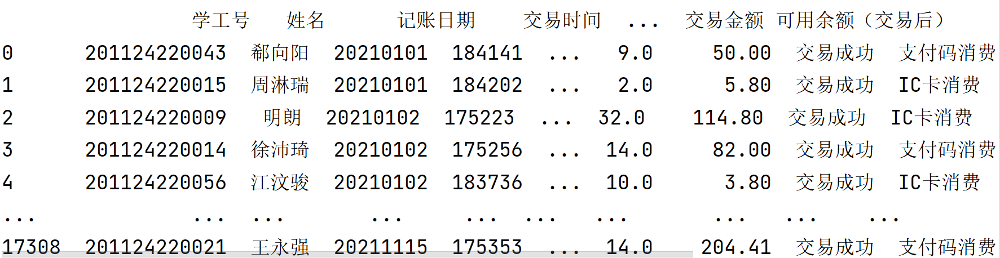 学工号 姓名 记账日期 交易时间 ... 交易金额 可用余额（交易后）
0 201124220043 郗向阳 20210101 184141 ... 9.0 50.00 交易成功 支付码消费
1 201124220015 周淋瑞 20210101 184202 ... 2.0 5.80 交易成功 IC卡消费
2 201124220009 明朗 20210102 175223 ... 32.0 114.80 交易成功 IC卡消费
3 201124220014 徐沛琦 20210102 175256 ... 14.0 82.00 交易成功 支付码消费
4 201124220056 江汶骏 20210102 183736 ... 10.0 3.80 交易成功 IC卡消费
... ... ... ... ... ... ... ... ... ...
17308 201124220021 王永强 20211115 175353 ... 14.0 204.41 交易成功 支付码消费